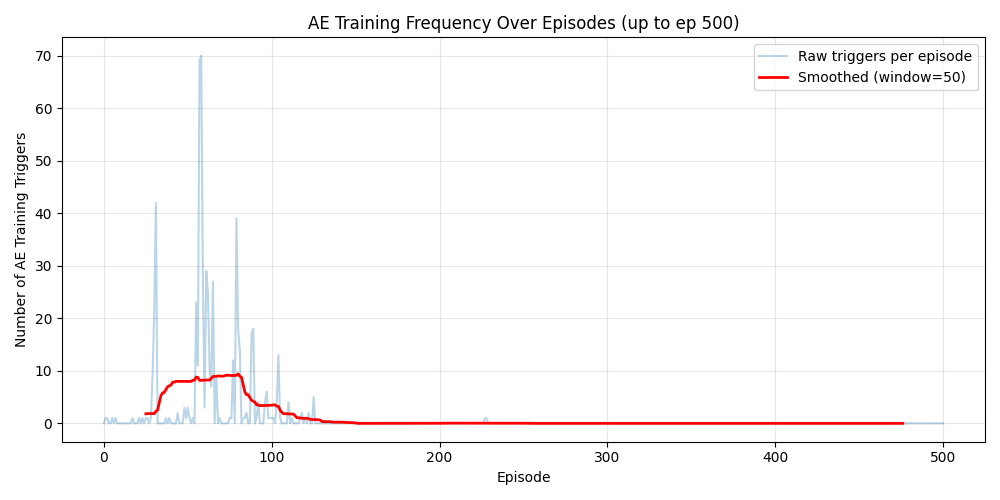 AE Training Frequency Over Episodes (up to ep 500)
Raw triggers per episode
Smoothed (window=50)
Number of AE Training Triggers
70
60
50
40
30
20
10
0
0 100 200 300 400 500
Episode